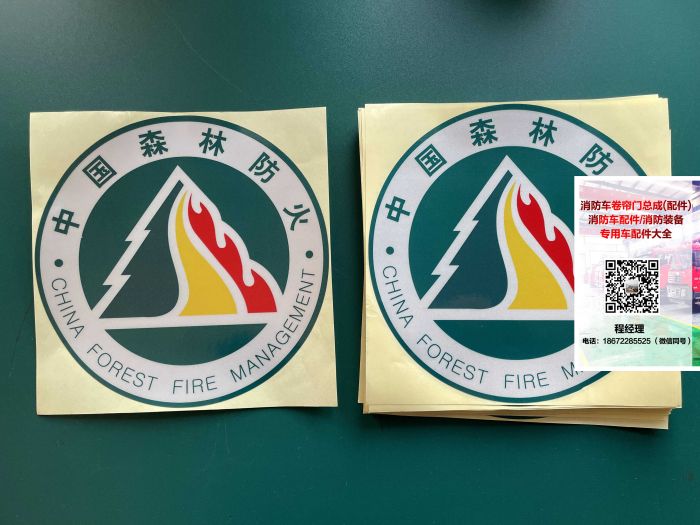 中国森林防火
• CHINA FOREST FIRE MANAGEMENT •
中国森林防
• CHINA FOREST FIRE
消防车卷帘门总成(配件)
消防车配件/消防装备
专用车配件大全
程经理
电话：18672285525（微信同号）